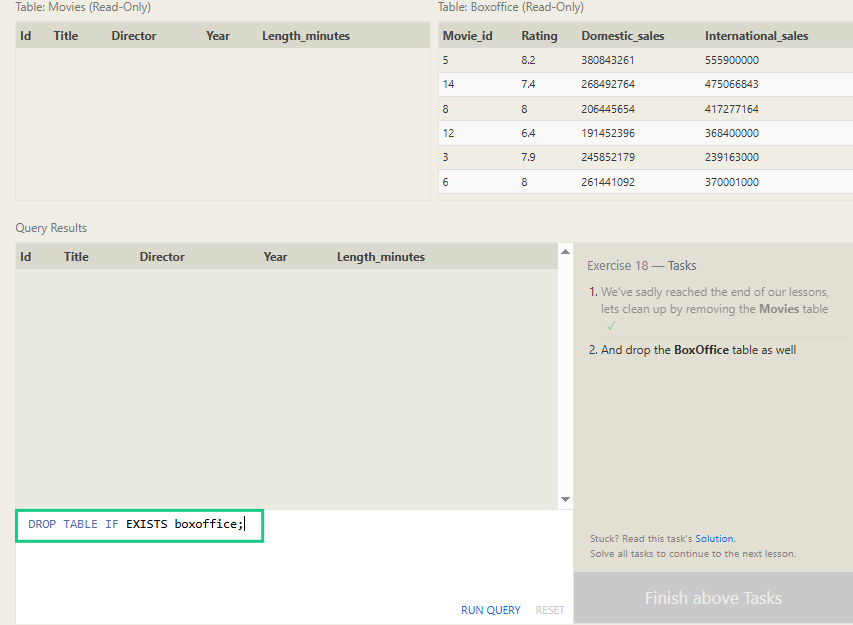 Table: Movies (Read-Only)
Id Title Director Year Length_minutes
Table: Boxoffice (Read-Only)
Movie_id Rating Domestic_sales International_sales
5 8.2 380843261 555900000
14 7.4 268492764 475066843
8 8 206445654 417277164
12 6.4 191452396 368400000
3 7.9 245852179 239163000
6 8 261441092 370001000
Query Results
Id Title Director Year Length_minutes
DROP TABLE IF EXISTS boxoffice;
RUN QUERY RESET
Exercise 18 — Tasks
1. We've sadly reached the end of our lessons,
lets clean up by removing the Movies table
✓
2. And drop the BoxOffice table as well
Stuck? Read this task's Solution.
Solve all tasks to continue to the next lesson.
Finish above Tasks